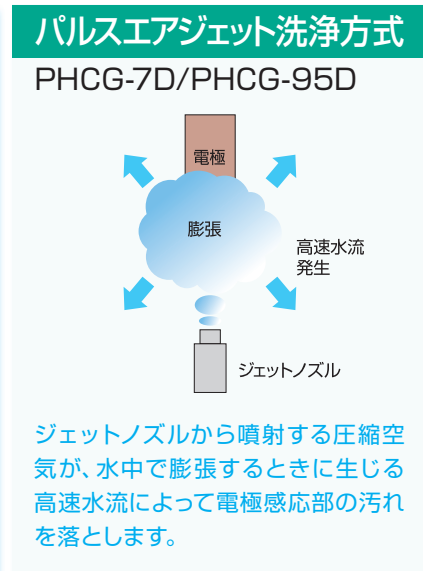 パルスエアジェット洗浄方式
PHCG-7D/PHCG-95D
電極
膨張
高速水流
発生
ジェットノズル
ジェットノズルから噴射する圧縮空
気が、水中で膨張するときに生じる
高速水流によって電極感応部の汚れ
を落とします。